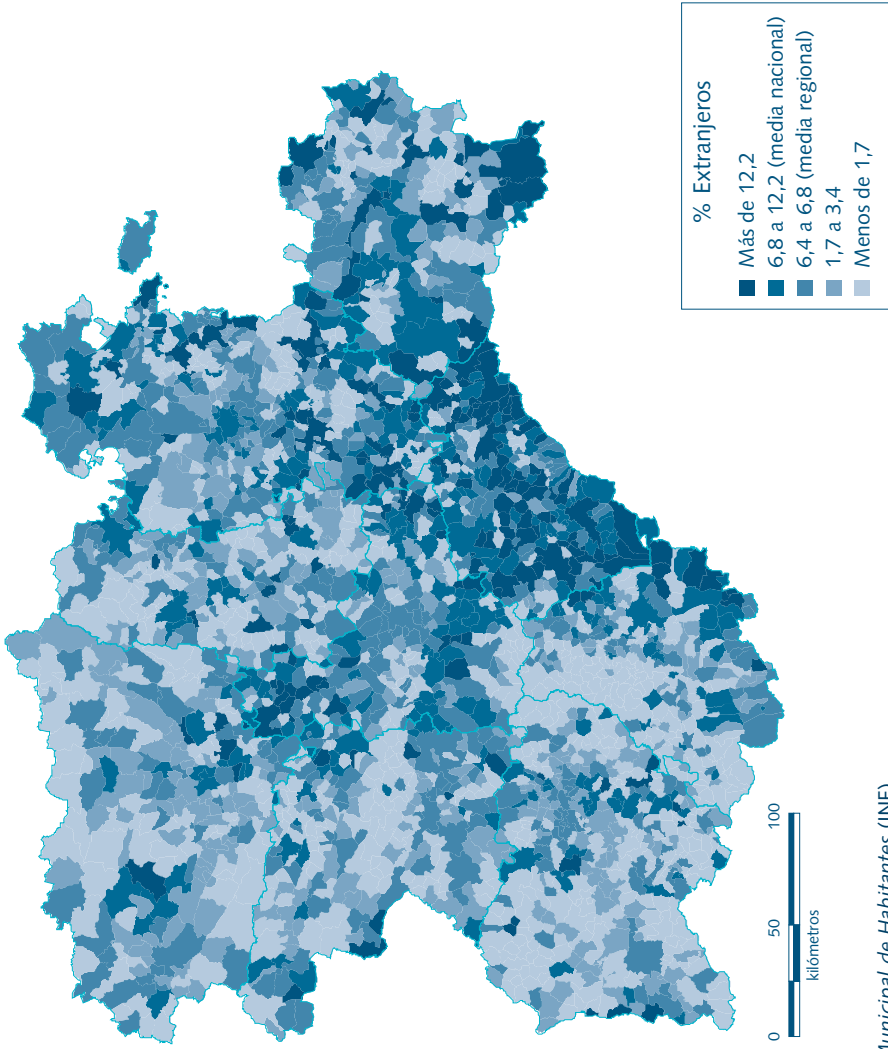 % Extranjeros
Más de 12,2
6,8 a 12,2 (media nacional)
6,4 a 6,8 (media regional)
1,7 a 3,4
Menos de 1,7
0 50 100
kilómetros
Municipal de Habitantes (INE)